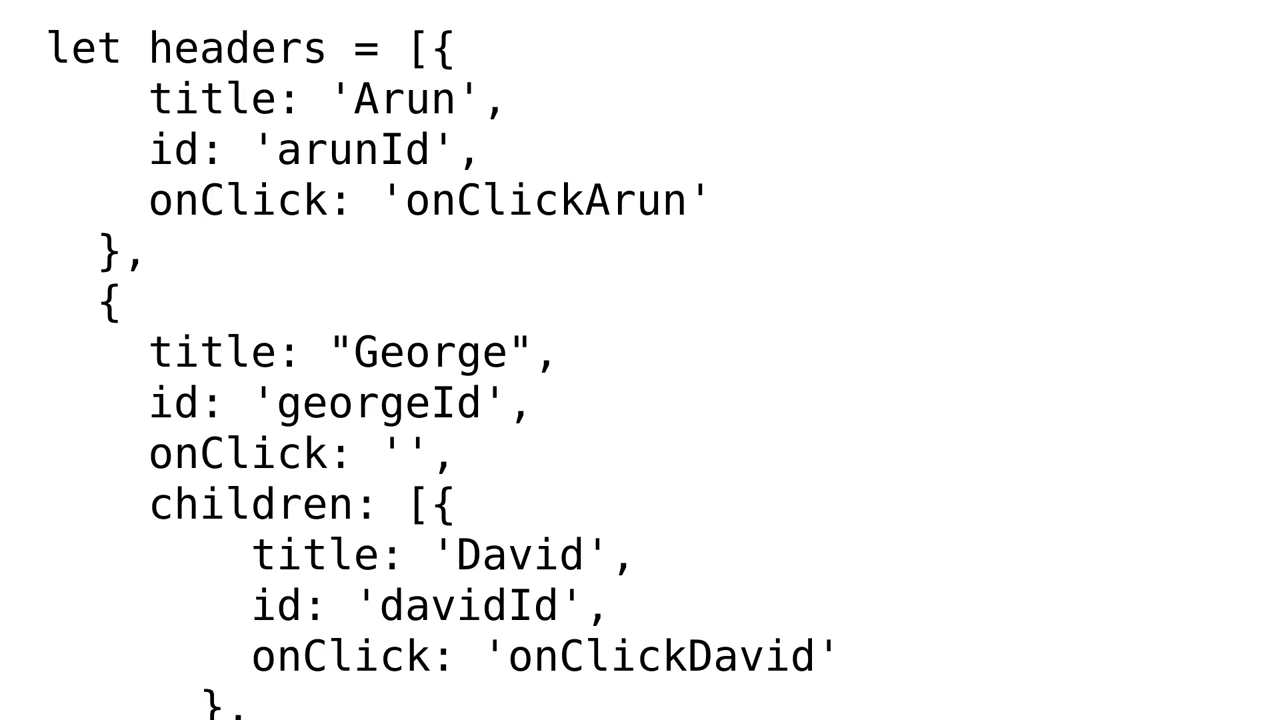 let headers = [{
    title: 'Arun',
    id: 'arunId',
    onClick: 'onClickArun'
  },
  {
    title: "George",
    id: 'georgeId',
    onClick: '',
    children: [{
        title: 'David',
        id: 'davidId',
        onClick: 'onClickDavid'
      },